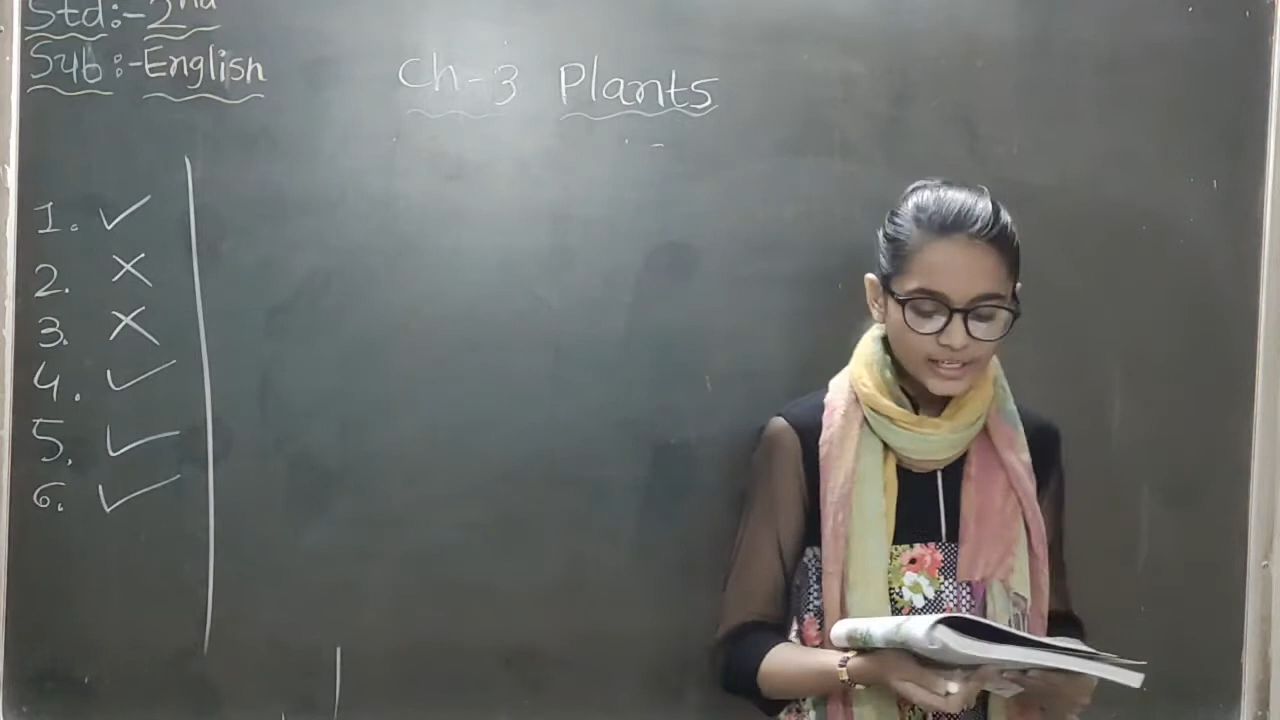 Std:-2nd
Sub:-English
Ch-3 Plants
1. ✓
2. ×
3. ×
4. ✓
5. ✓
6. ✓